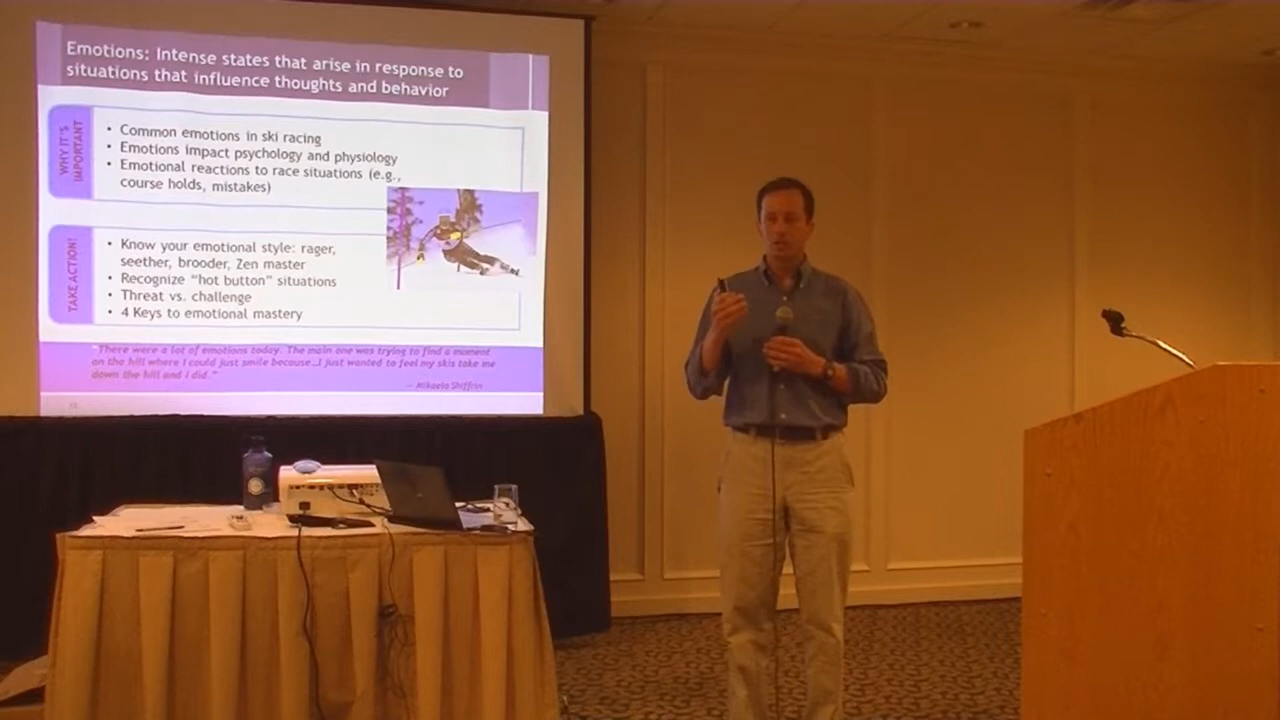 Emotions: Intense states that arise in response to
situations that influence thoughts and behavior
WHY IT'S
IMPORTANT
• Common emotions in ski racing
• Emotions impact psychology and physiology
• Emotional reactions to race situations (e.g.,
course holds, mistakes)
TAKE ACTION!
• Know your emotional style: rager,
seether, brooder, Zen master
• Recognize "hot button" situations
• Threat vs. challenge
• 4 Keys to emotional mastery
"There were a lot of emotions today. The main one was trying to find a moment
on the hill where I could just smile because…I just wanted to feel my skis take me
down the hill and I did."
— Mikaela Shiffrin